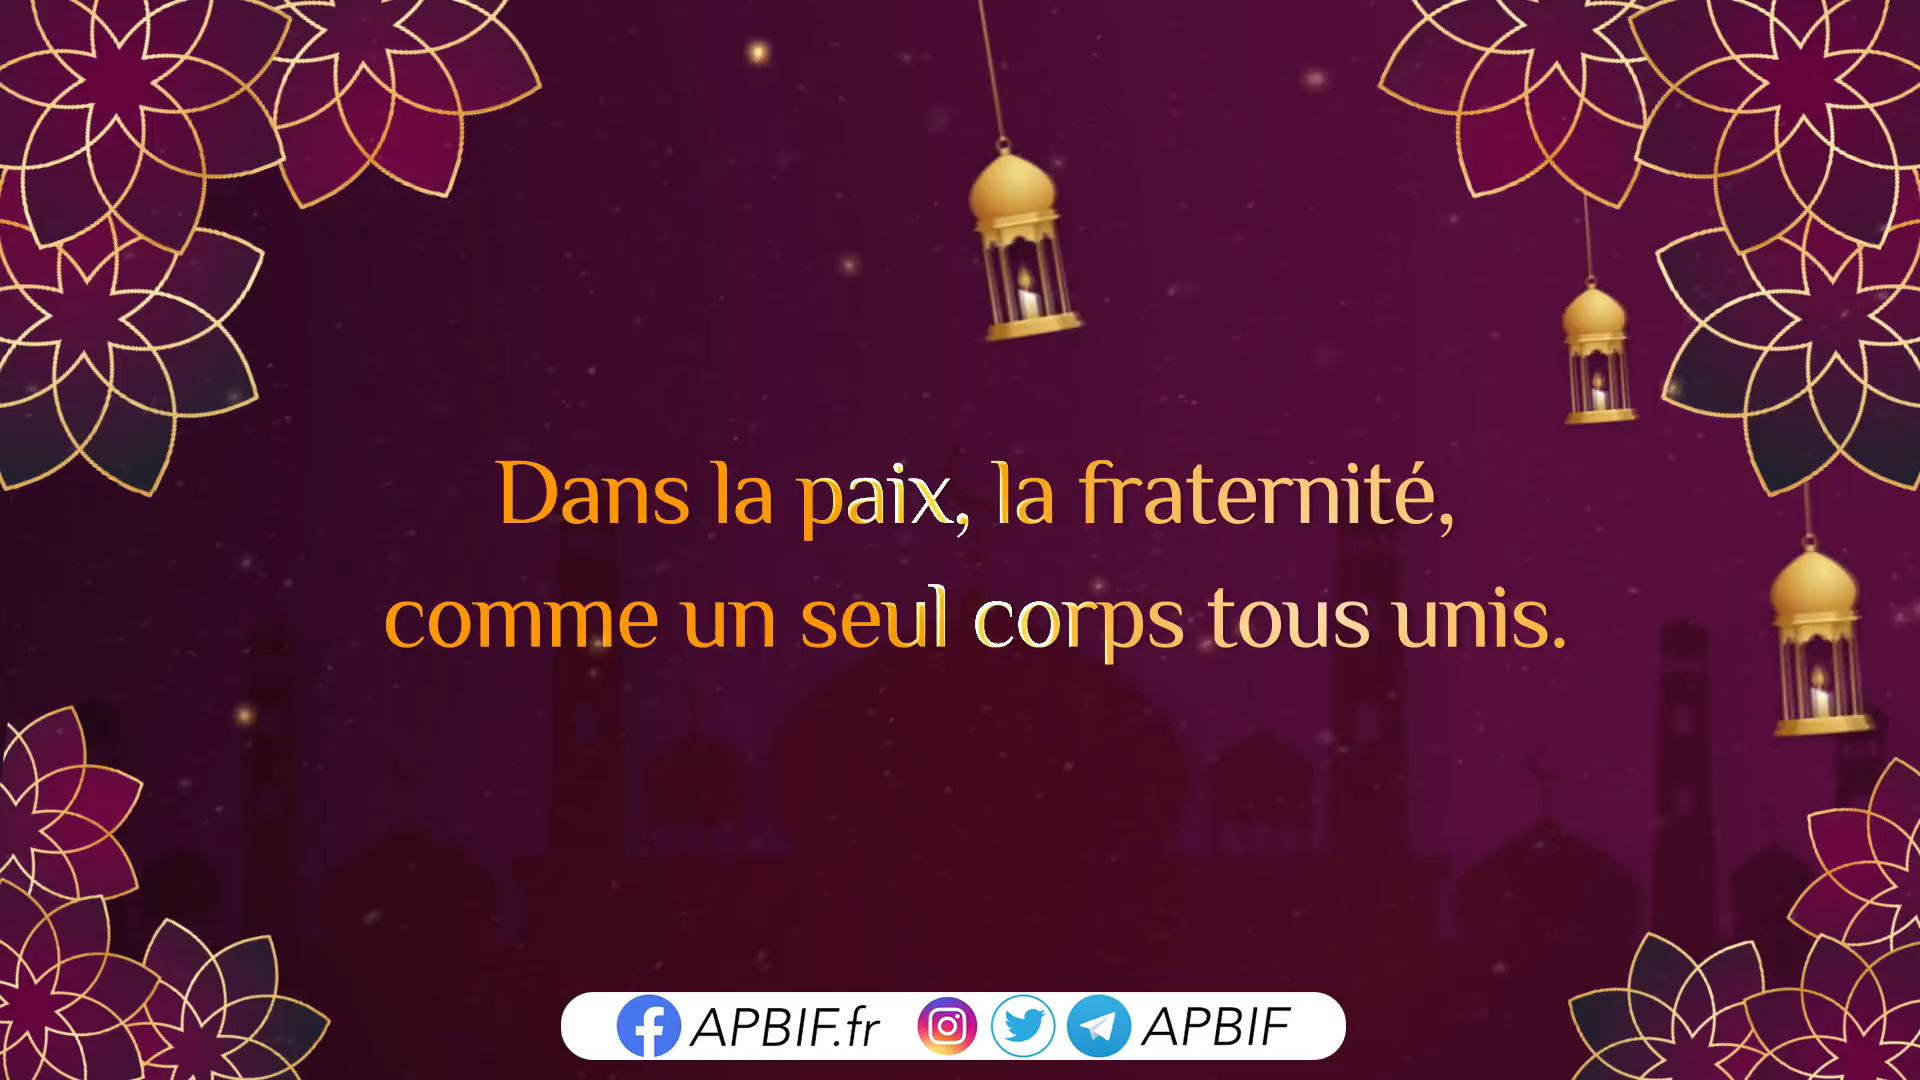 Dans la paix, la fraternité,
comme un seul corps tous unis.
APBIF.fr APBIF